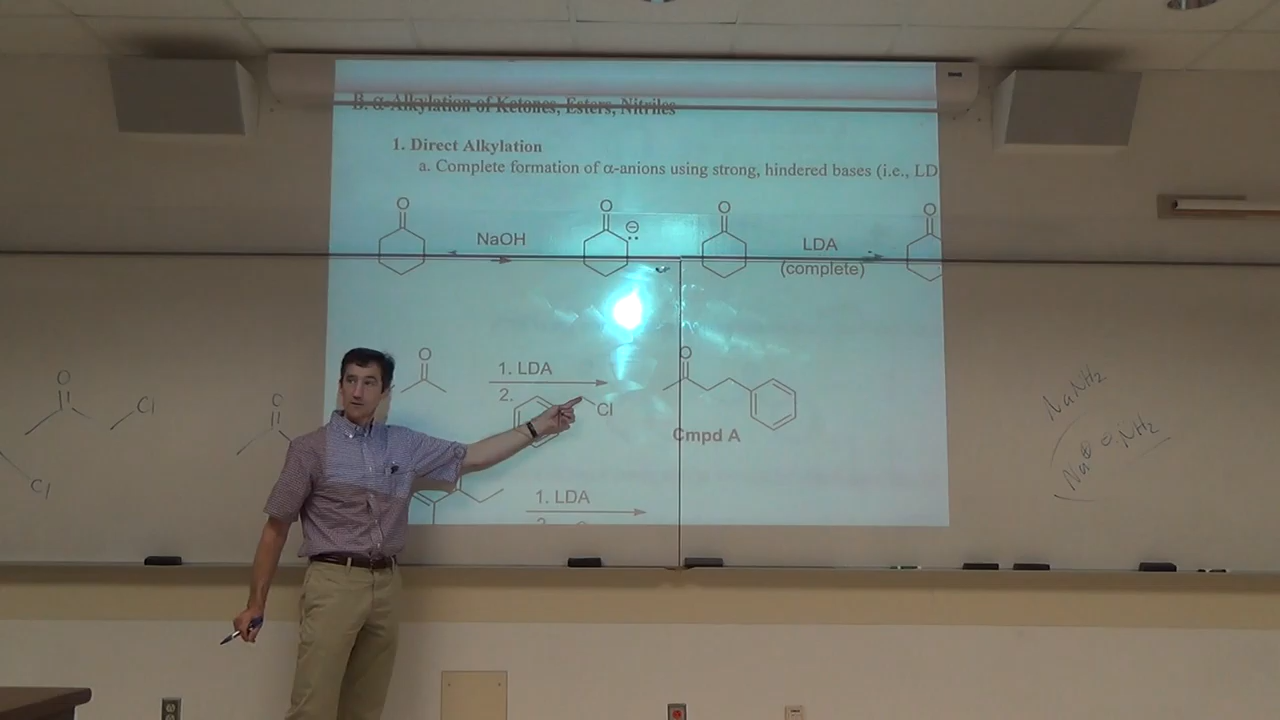 B. α-Alkylation of Ketones, Esters, Nitriles
1. Direct Alkylation
a. Complete formation of α-anions using strong, hindered bases (i.e., LD
O O ⊖ O O
NaOH LDA
(complete)
O 1. LDA O
2. Cl
Cmpd A
1. LDA
O Cl
Cl
NaNH2
Na⊕ ⊖:NH2